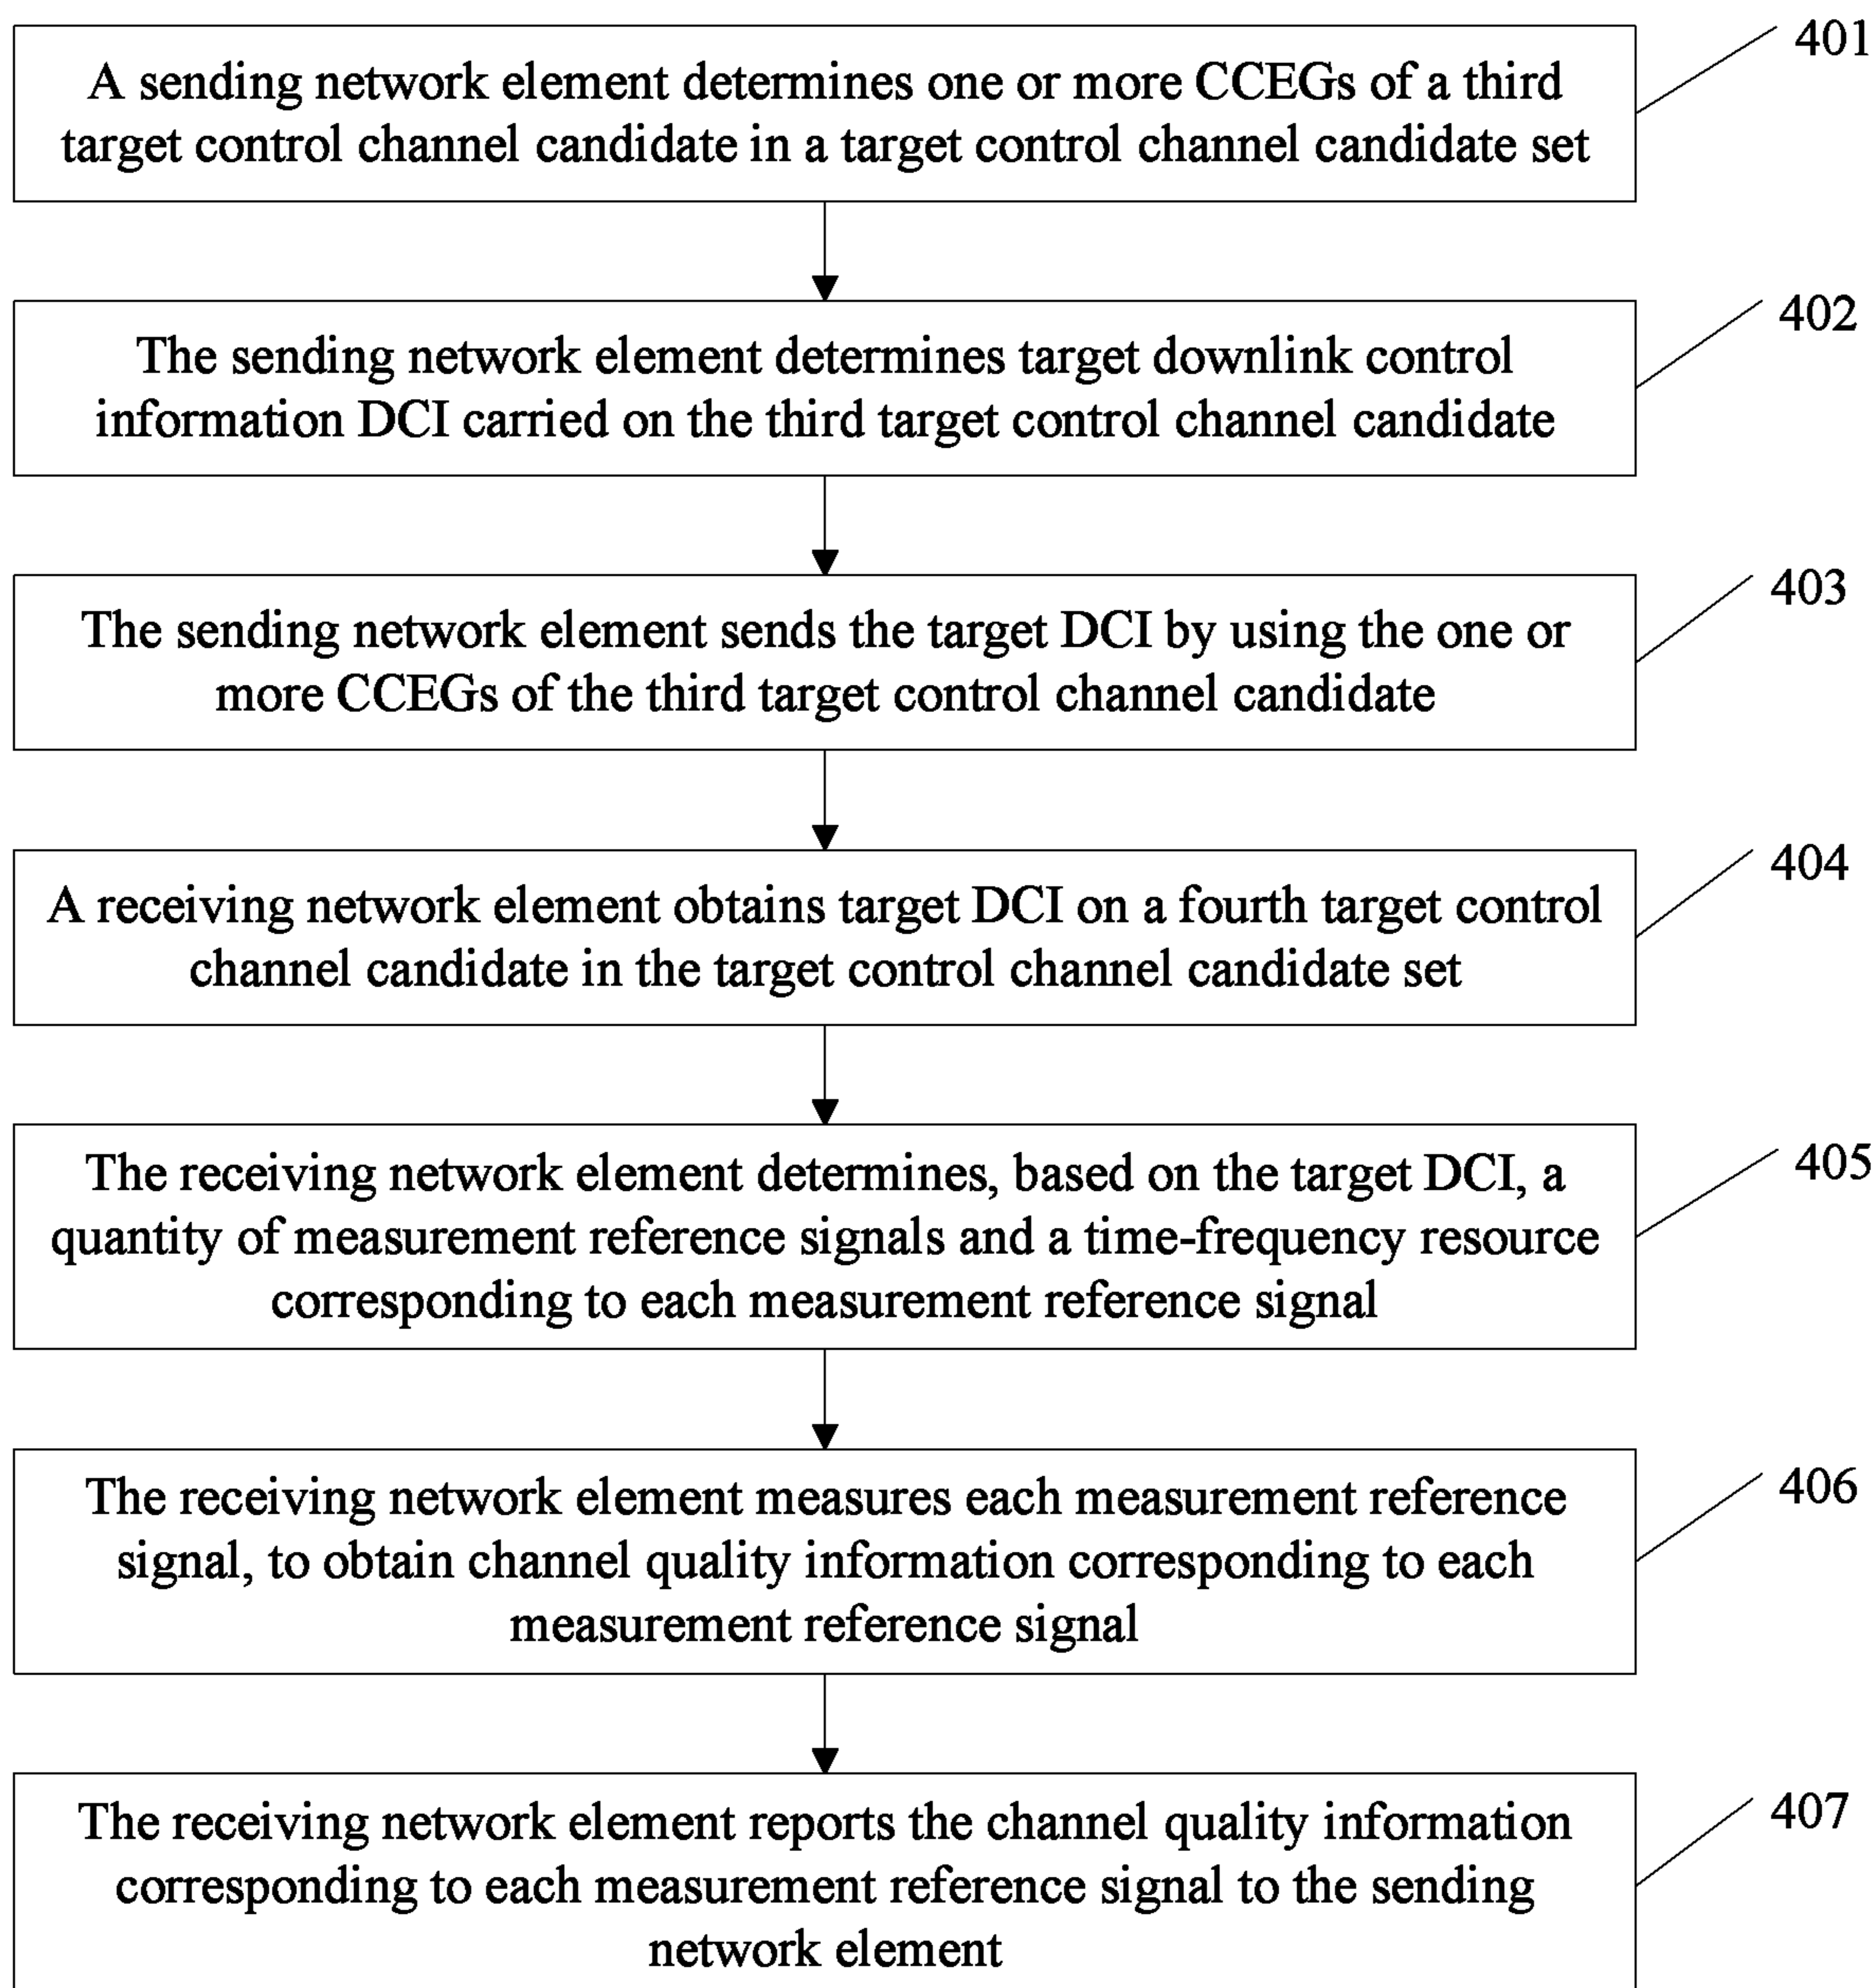 A sending network element determines one or more CCEGs of a third
target control channel candidate in a target control channel candidate set
401
The sending network element determines target downlink control
information DCI carried on the third target control channel candidate
402
The sending network element sends the target DCI by using the one or
more CCEGs of the third target control channel candidate
403
A receiving network element obtains target DCI on a fourth target control
channel candidate in the target control channel candidate set
404
The receiving network element determines, based on the target DCI, a
quantity of measurement reference signals and a time-frequency resource
corresponding to each measurement reference signal
405
The receiving network element measures each measurement reference
signal, to obtain channel quality information corresponding to each
measurement reference signal
406
The receiving network element reports the channel quality information
corresponding to each measurement reference signal to the sending
network element
407